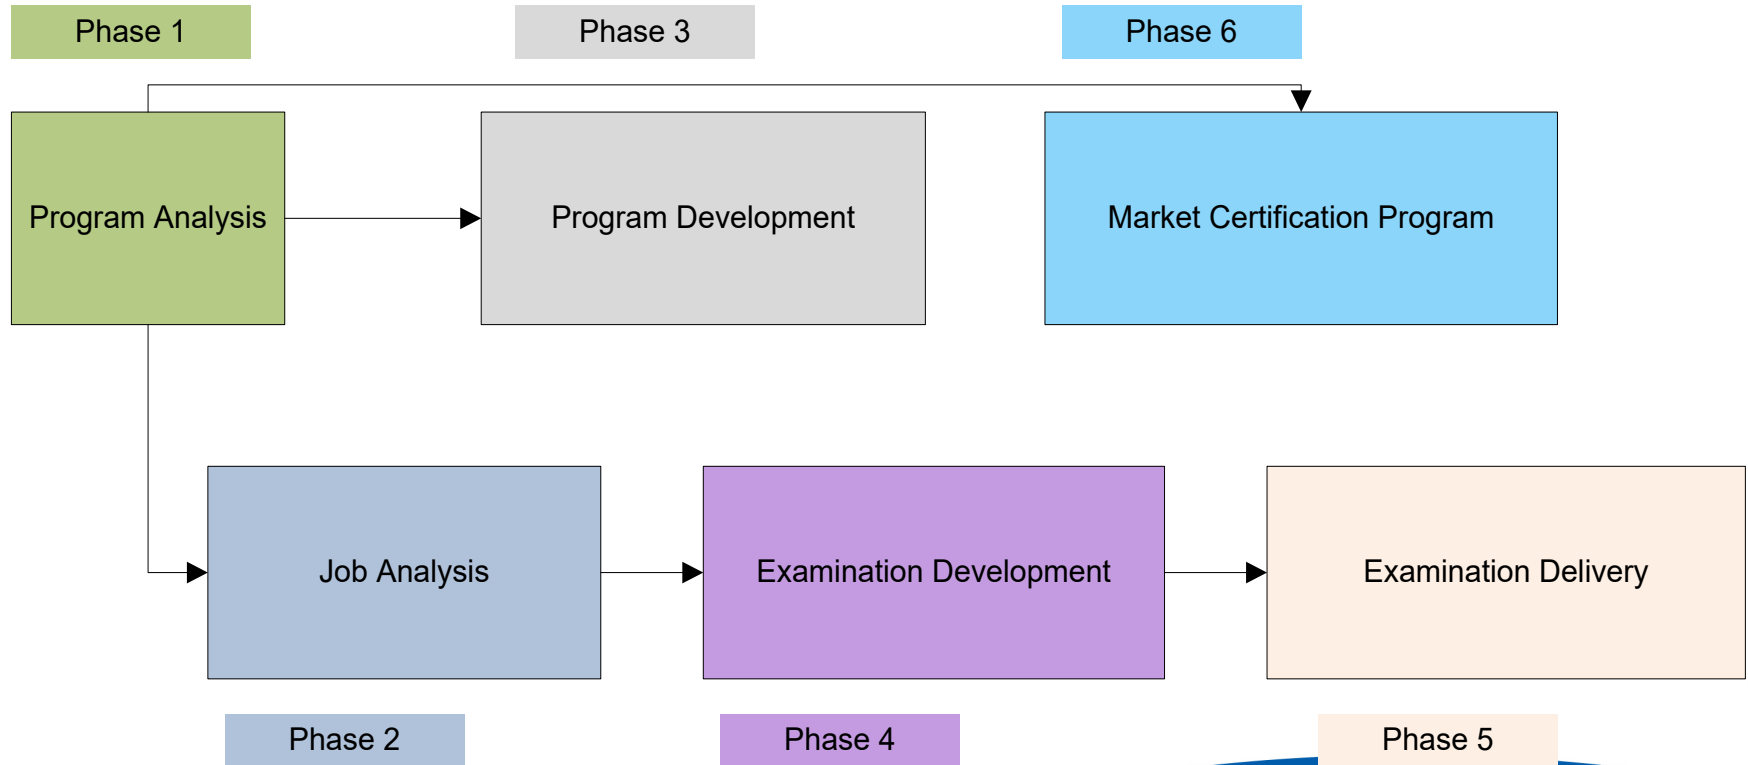 Phase 1
Phase 3
Phase 6
Program Analysis
Program Development
Market Certification Program
Job Analysis
Examination Development
Examination Delivery
Phase 2
Phase 4
Phase 5